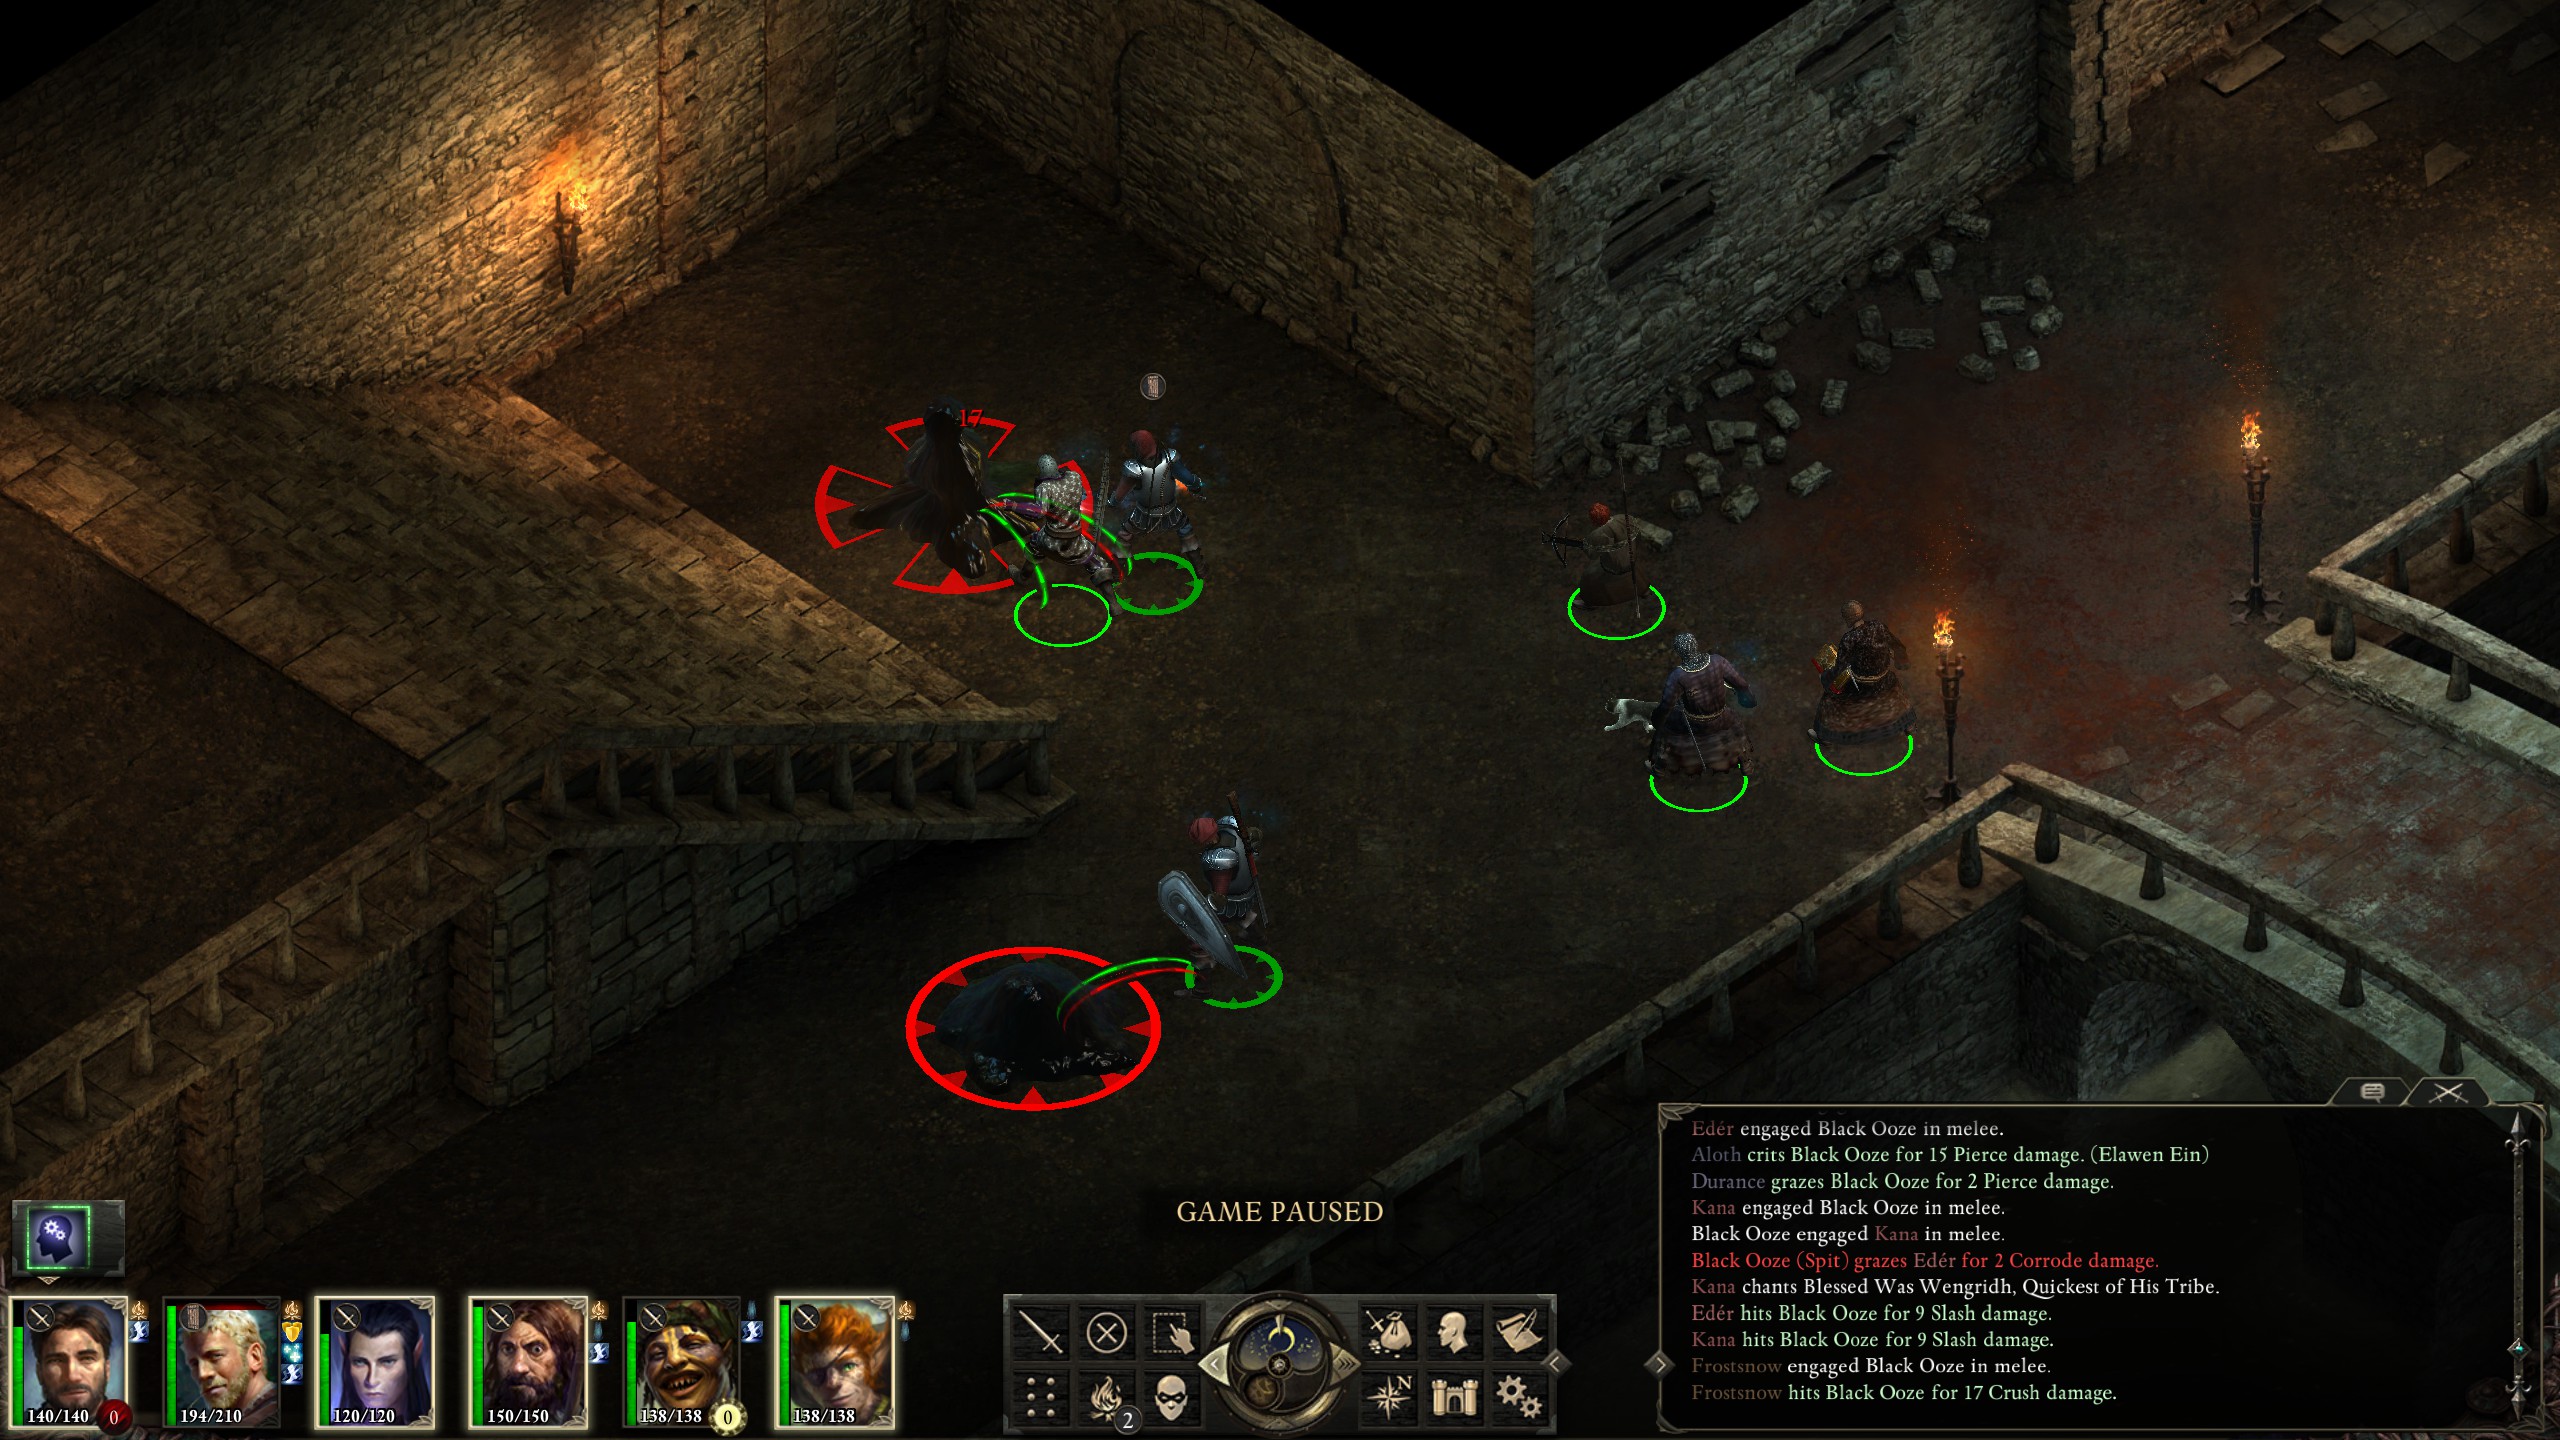 17
GAME PAUSED
Edér engaged Black Ooze in melee.
Aloth crits Black Ooze for 15 Pierce damage. (Elawen Ein)
Durance grazes Black Ooze for 2 Pierce damage.
Kana engaged Black Ooze in melee.
Black Ooze engaged Kana in melee.
Black Ooze (Spit) grazes Edér for 2 Corrode damage.
Kana chants Blessed Was Wengridh, Quickest of His Tribe.
Edér hits Black Ooze for 9 Slash damage.
Kana hits Black Ooze for 9 Slash damage.
Frostsnow engaged Black Ooze in melee.
Frostsnow hits Black Ooze for 17 Crush damage.
140/140 0 194/210 120/120 150/150 138/138 0 138/138
2
N